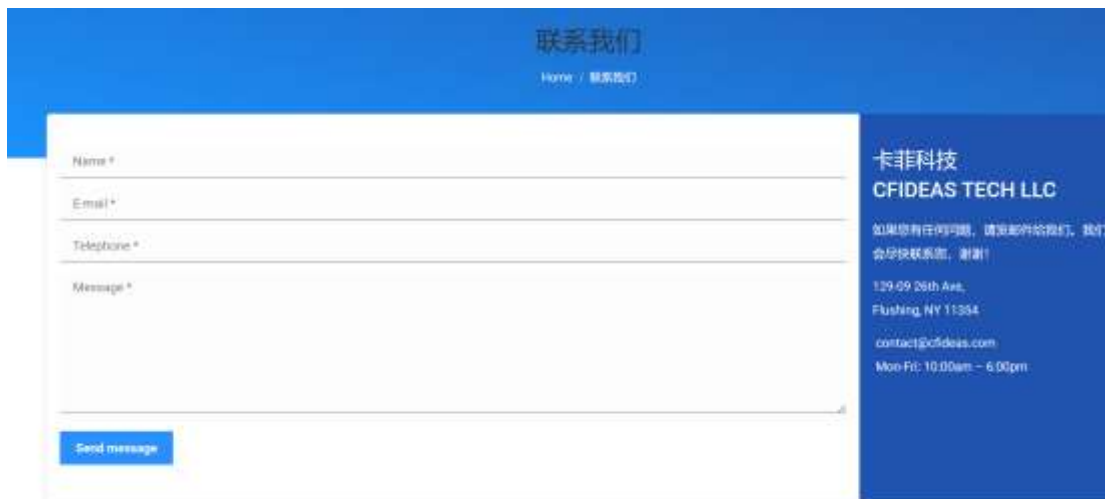 联系我们
Home / 联系我们
Name *
E-mail *
Telephone *
Message *
Send message
卡菲科技
CFIDEAS TECH LLC
如果您有任何问题，请发邮件给我们。我们
会尽快联系您，谢谢！
129-09 26th Ave,
Flushing, NY 11354
contact@cfideas.com
Mon-Fri: 10:00am – 6:00pm